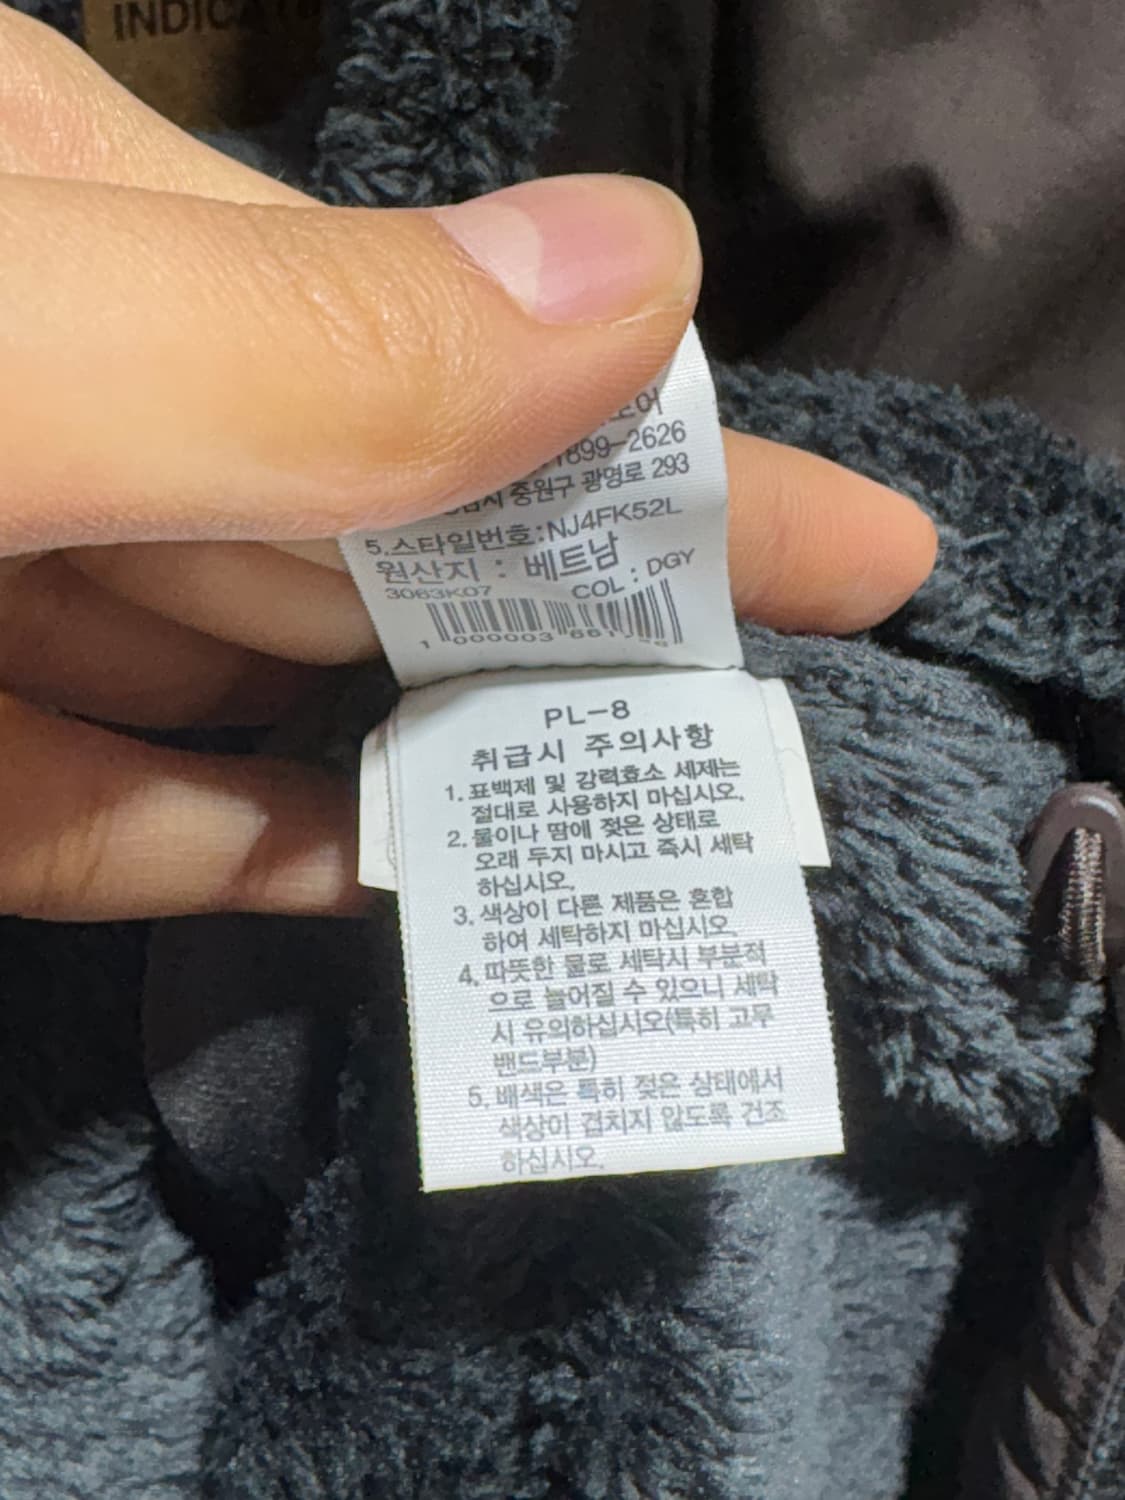 INDICAT
1899-2626
중원구 광명로 293
5.스타일번호:NJ4FK52L
원산지 : 베트남
3063K07 COL : DGY
1 000003
PL-8
취급시 주의사항
1. 표백제 및 강력효소 세제는
절대로 사용하지 마십시오.
2. 물이나 땀에 젖은 상태로
오래 두지 마시고 즉시 세탁
하십시오.
3. 색상이 다른 제품은 혼합
하여 세탁하지 마십시오.
4. 따뜻한 물로 세탁시 부분적
으로 늘어질 수 있으니 세탁
시 유의하십시오(특히 고무
밴드부분)
5. 배색은 특히 젖은 상태에서
색상이 겹치지 않도록 건조
하십시오.